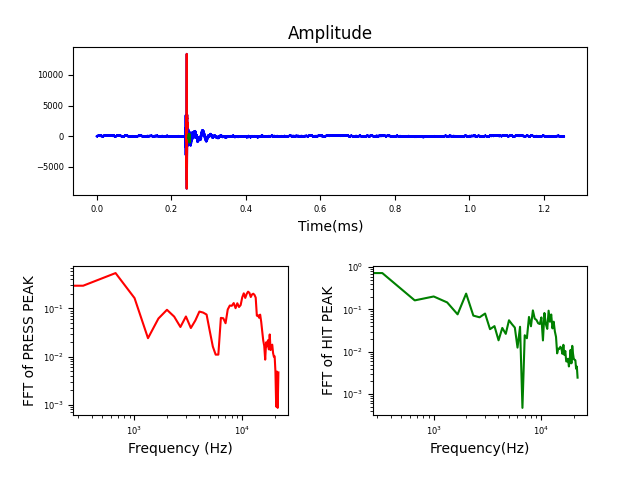 Amplitude
10000
5000
0
−5000
0.0 0.2 0.4 0.6 0.8 1.0 1.2
Time(ms)
FFT of PRESS PEAK
10⁻¹
10⁻²
10⁻³
10³ 10⁴
Frequency (Hz)
FFT of HIT PEAK
10⁰
10⁻¹
10⁻²
10⁻³
10³ 10⁴
Frequency(Hz)